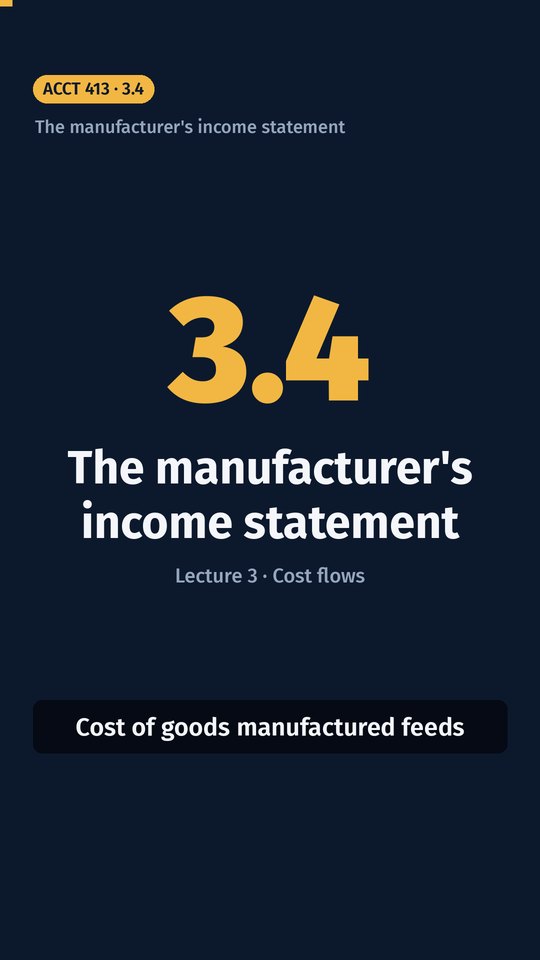 ACCT 413 · 3.4
The manufacturer's income statement
3.4
The manufacturer's
income statement
Lecture 3 · Cost flows
Cost of goods manufactured feeds